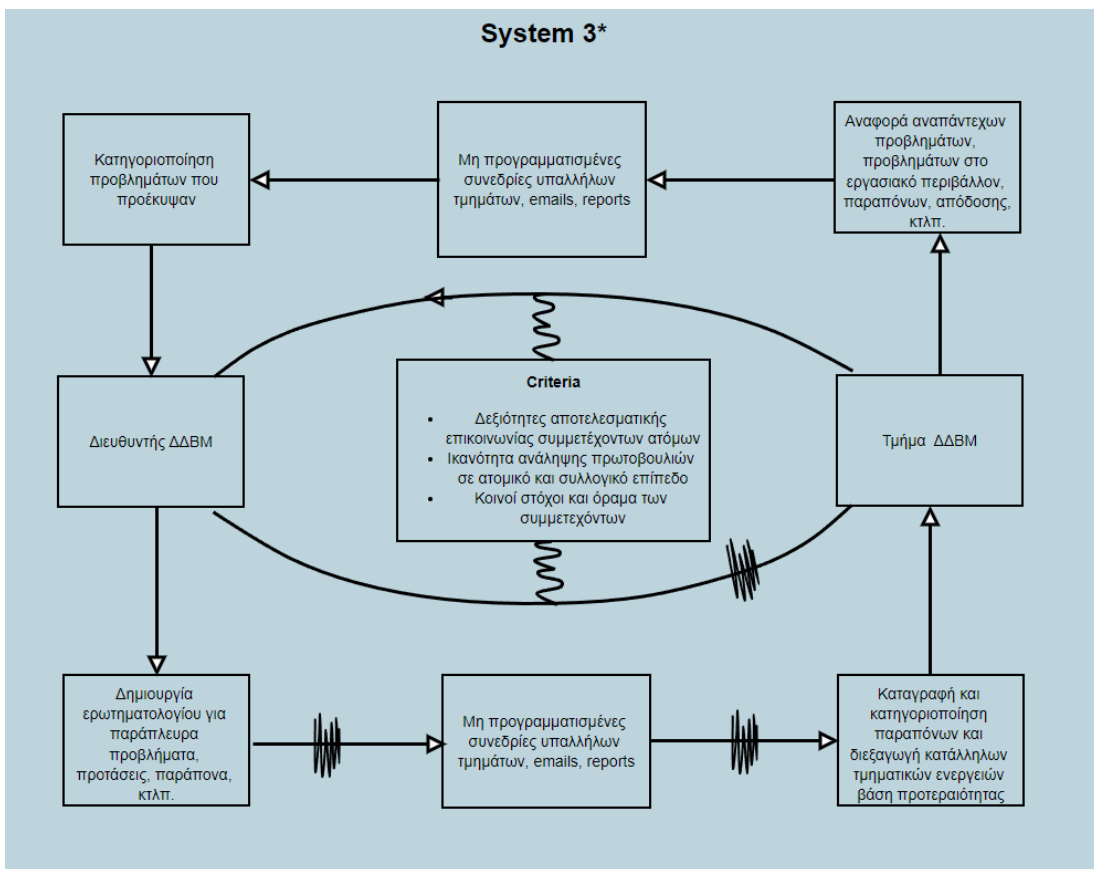 System 3*
Κατηγοριοποίηση
προβλημάτων που
προέκυψαν
Μη προγραμματισμένες
συνεδρίες υπαλλήλων
τμημάτων, emails, reports
Αναφορά αναπάντεχων
προβλημάτων,
προβλημάτων στο
εργασιακό περιβάλλον,
παραπόνων, απόδοσης,
κτλπ.
Διευθυντής ΔΔΒΜ
Criteria
• Δεξιότητες αποτελεσματικής
επικοινωνίας συμμετέχοντων ατόμων
• Ικανότητα ανάληψης πρωτοβουλιών
σε ατομικό και συλλογικό επίπεδο
• Κοινοί στόχοι και όραμα των
συμμετεχόντων
Τμήμα ΔΔΒΜ
Δημιουργία
ερωτηματολογίου για
παράπλευρα
προβλήματα,
προτάσεις, παράπονα,
κτλπ.
Μη προγραμματισμένες
συνεδρίες υπαλλήλων
τμημάτων, emails, reports
Καταγραφή και
κατηγοριοποίηση
παραπόνων και
διεξαγωγή κατάλληλων
τμηματικών ενεργειών
βάση προτεραιότητας